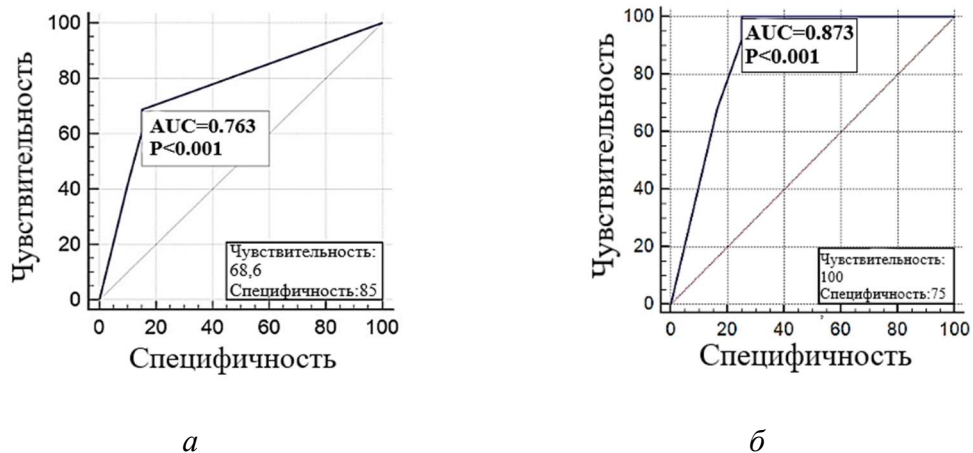 Чувствительность
100
80
60
40
20
0
AUC=0.763
P<0.001
Чувствительность:
68,6
Специфичность:85
0 20 40 60 80 100
Специфичность
а
Чувствительность
100
80
60
40
20
0
AUC=0.873
P<0.001
Чувствительность:
100
Специфичность:75
0 20 40 60 80 100
Специфичность
б